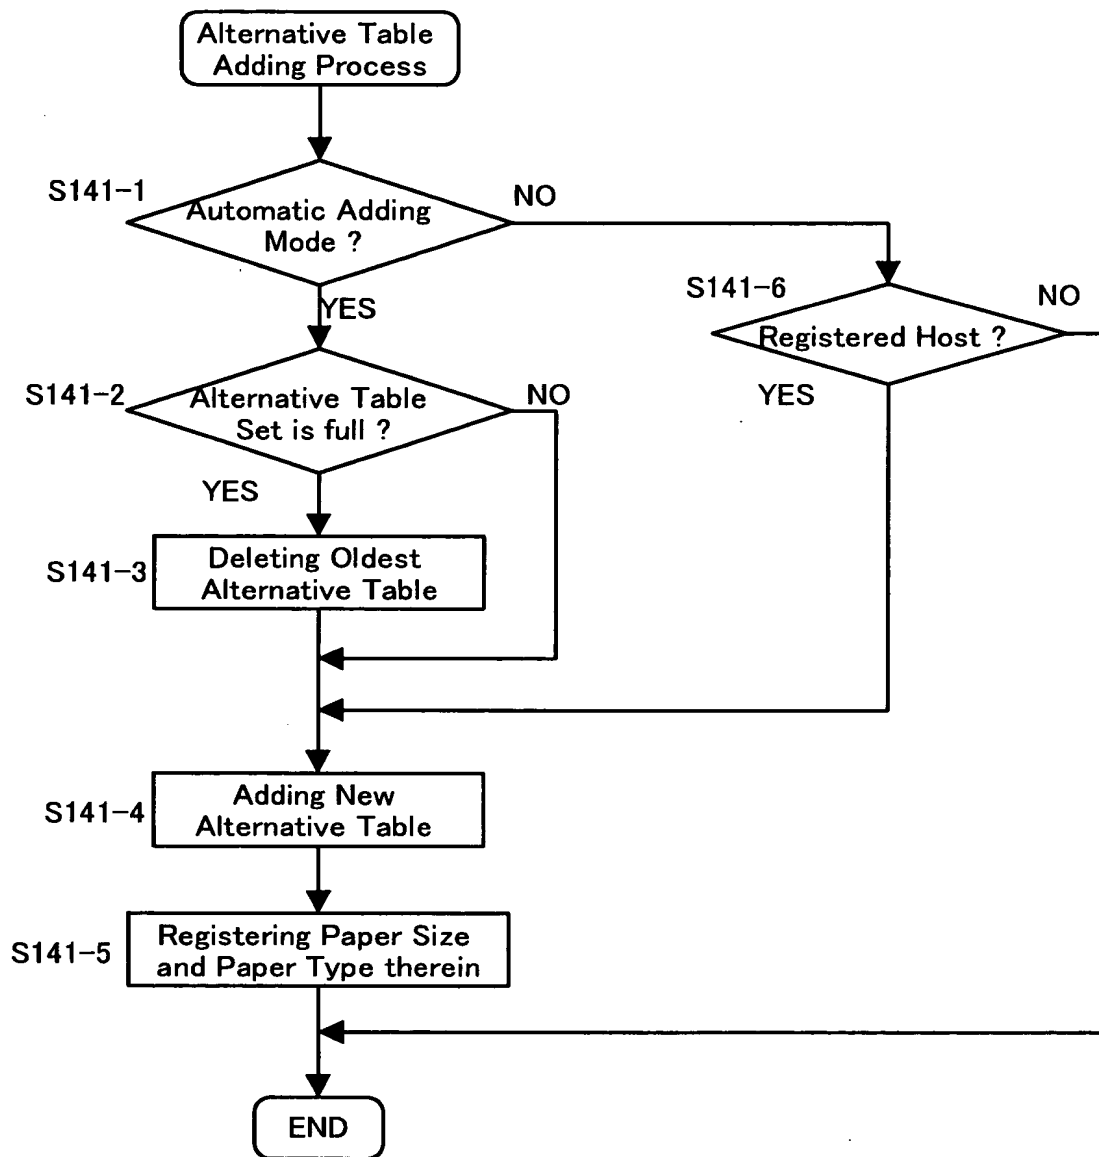 Alternative Table
Adding Process
S141-1
NO
Automatic Adding
Mode ?
YES
S141-6
NO
Registered Host ?
YES
S141-2
NO
Alternative Table
Set is full ?
YES
S141-3
Deleting Oldest
Alternative Table
S141-4
Adding New
Alternative Table
S141-5
Registering Paper Size
and Paper Type therein
END